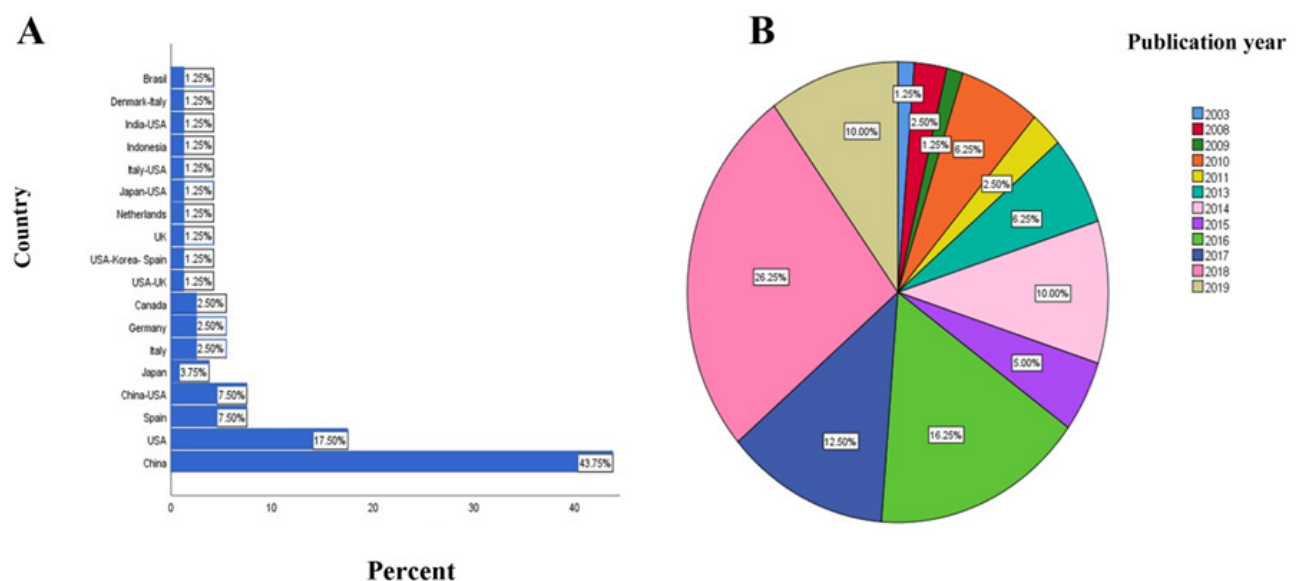 A
Country
Brasil 1.25%
Denmark-Italy 1.25%
India-USA 1.25%
Indonesia 1.25%
Italy-USA 1.25%
Japan-USA 1.25%
Netherlands 1.25%
UK 1.25%
USA-Korea- Spain 1.25%
USA-UK 1.25%
Canada 2.50%
Germany 2.50%
Italy 2.50%
Japan 3.75%
China-USA 7.50%
Spain 7.50%
USA 17.50%
China 43.75%
0 10 20 30 40
Percent
B
Publication year
1.25%
2.50%
1.25%
6.25%
2.50%
6.25%
10.00%
5.00%
16.25%
12.50%
26.25%
10.00%
2003
2008
2009
2010
2011
2013
2014
2015
2016
2017
2018
2019